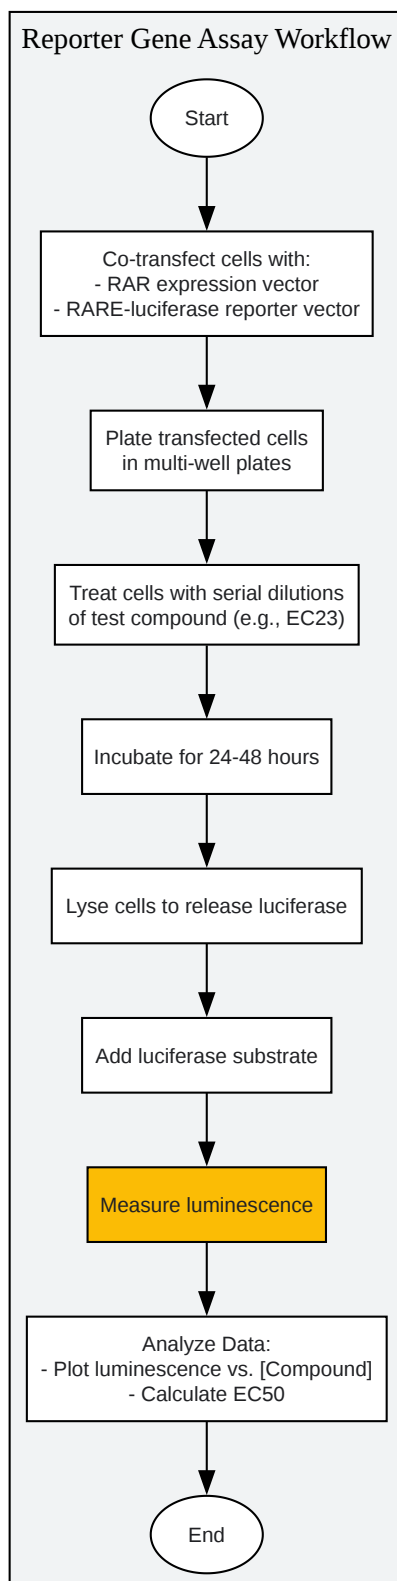 Reporter Gene Assay Workflow
Start
Co-transfect cells with:
- RAR expression vector
- RARE-luciferase reporter vector
Plate transfected cells
in multi-well plates
Treat cells with serial dilutions
of test compound (e.g., EC23)
Incubate for 24-48 hours
Lyse cells to release luciferase
Add luciferase substrate
Measure luminescence
Analyze Data:
- Plot luminescence vs. [Compound]
- Calculate EC50
End